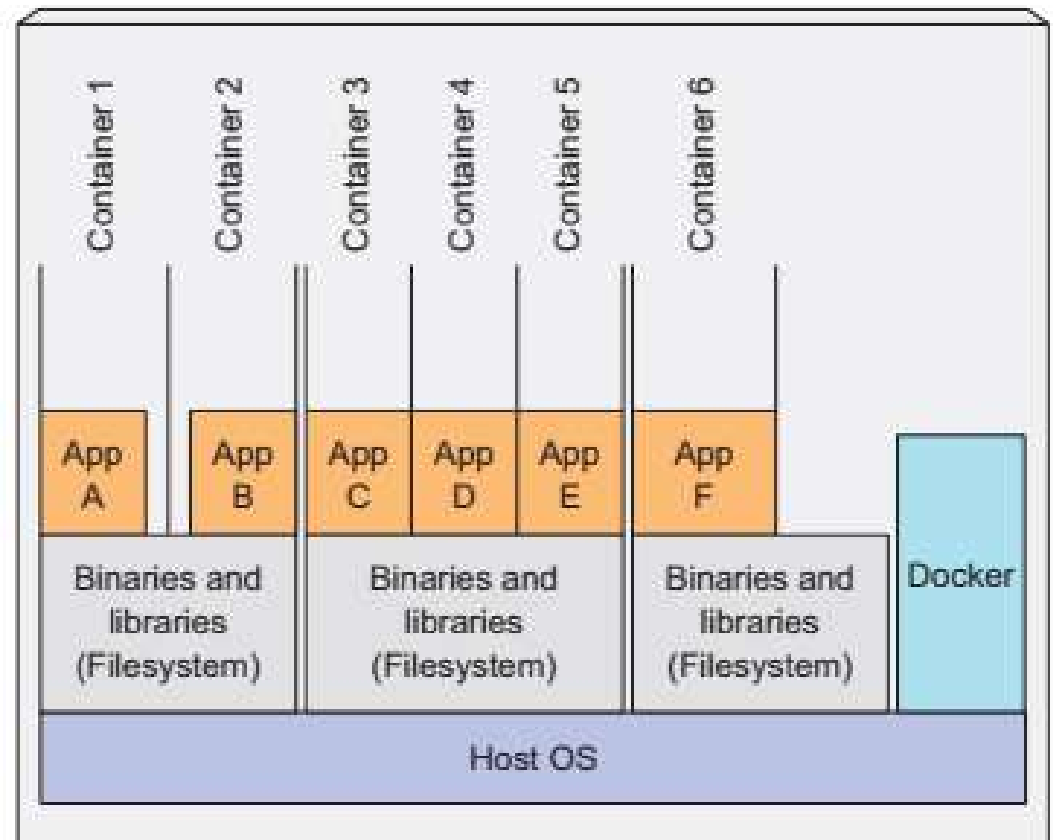 Container 1
Container 2
Container 3
Container 4
Container 5
Container 6
App
A
App
B
App
C
App
D
App
E
App
F
Binaries and
libraries
(Filesystem)
Binaries and
libraries
(Filesystem)
Binaries and
libraries
(Filesystem)
Docker
Host OS